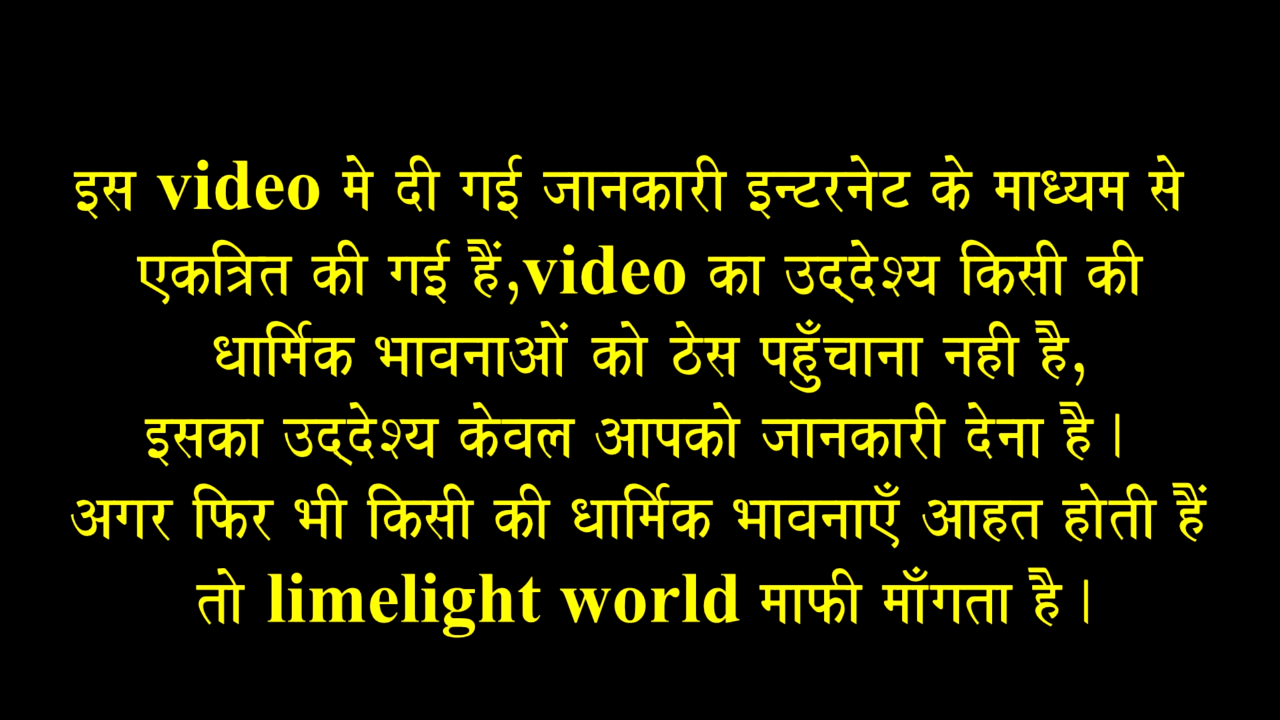 इस video मे दी गई जानकारी इन्टरनेट के माध्यम से
एकत्रित की गई हैं,video का उद्‌देश्य किसी की
धार्मिक भावनाओं को ठेस पहुँचाना नही है,
इसका उद्‌देश्य केवल आपको जानकारी देना है।
अगर फिर भी किसी की धार्मिक भावनाएँ आहत होती हैं
तो limelight world माफी माँगता है।